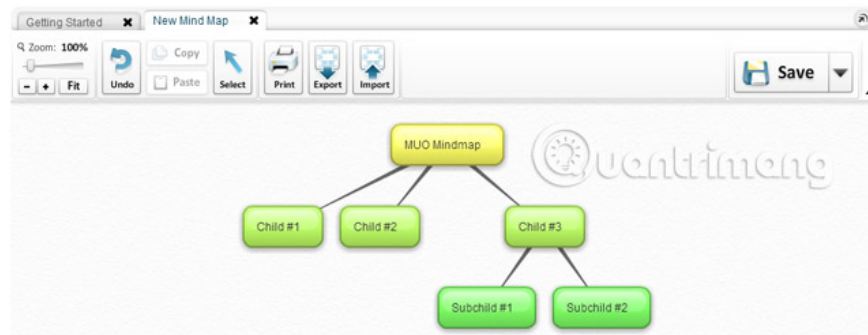 Getting Started
New Mind Map
Zoom: 100%
Fit
Undo
Copy
Paste
Select
Print
Export
Import
Save
MUO Mindmap
Quantrimang
Child #1
Child #2
Child #3
Subchild #1
Subchild #2